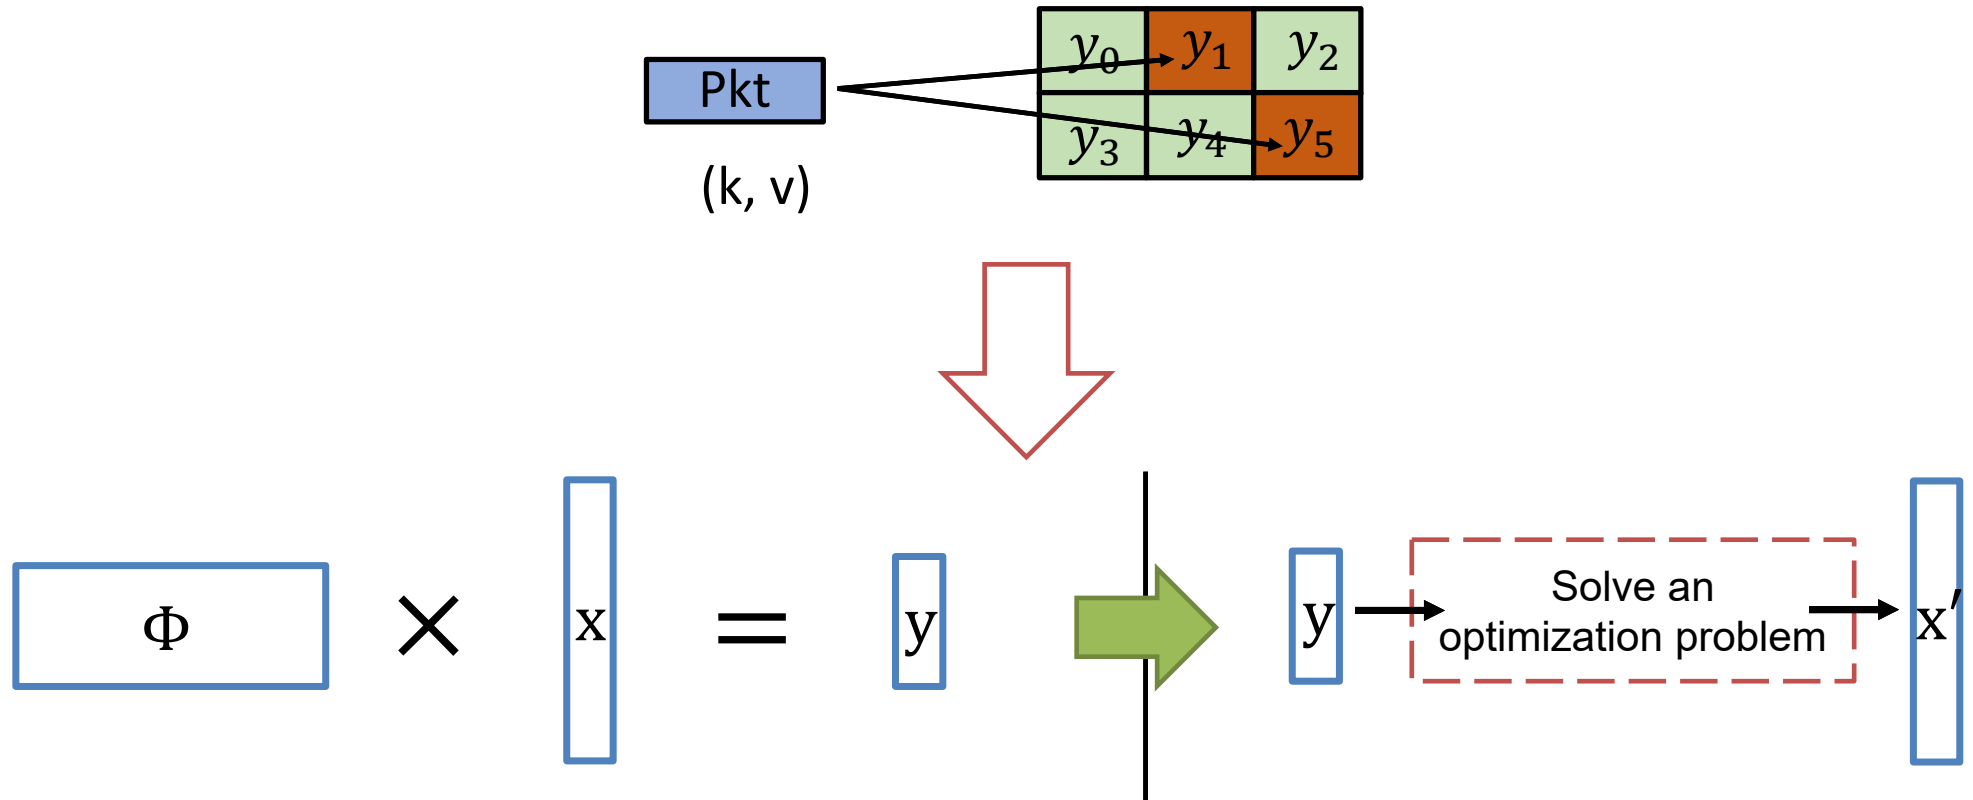 Pkt
(k, v)
y₀ y₁ y₂
y₃ y₄ y₅
Φ × x = y
y
Solve an
optimization problem
x′